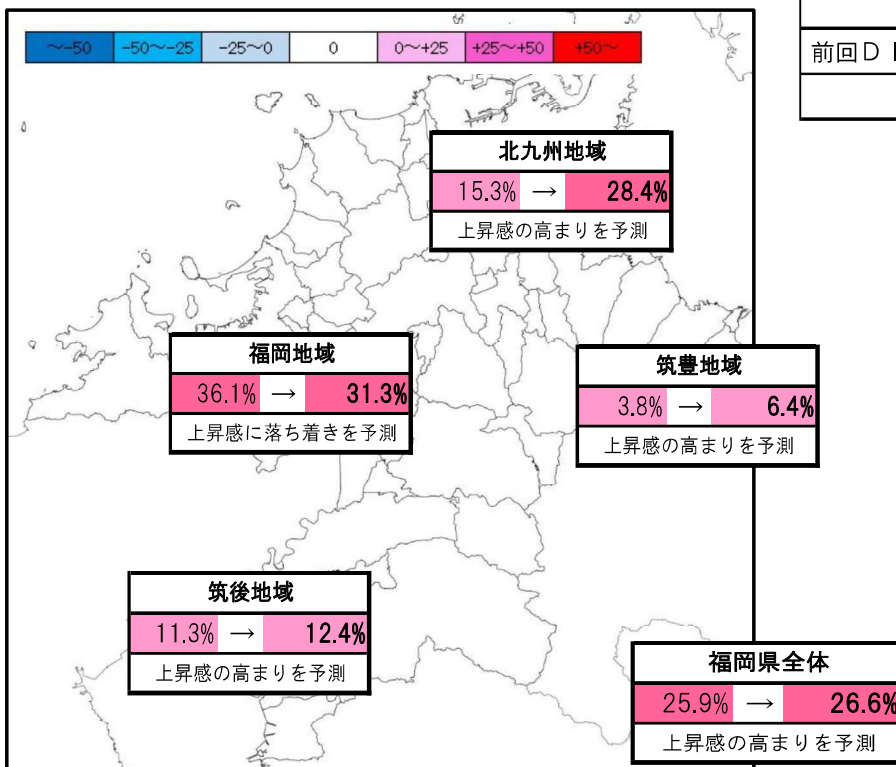 ～-50 -50～-25 -25～0 0 0～+25 +25～+50 +50～
前回D
北九州地域
15.3% → 28.4%
上昇感の高まりを予測
福岡地域
36.1% → 31.3%
上昇感に落ち着きを予測
筑豊地域
3.8% → 6.4%
上昇感の高まりを予測
筑後地域
11.3% → 12.4%
上昇感の高まりを予測
福岡県全体
25.9% → 26.6%
上昇感の高まりを予測